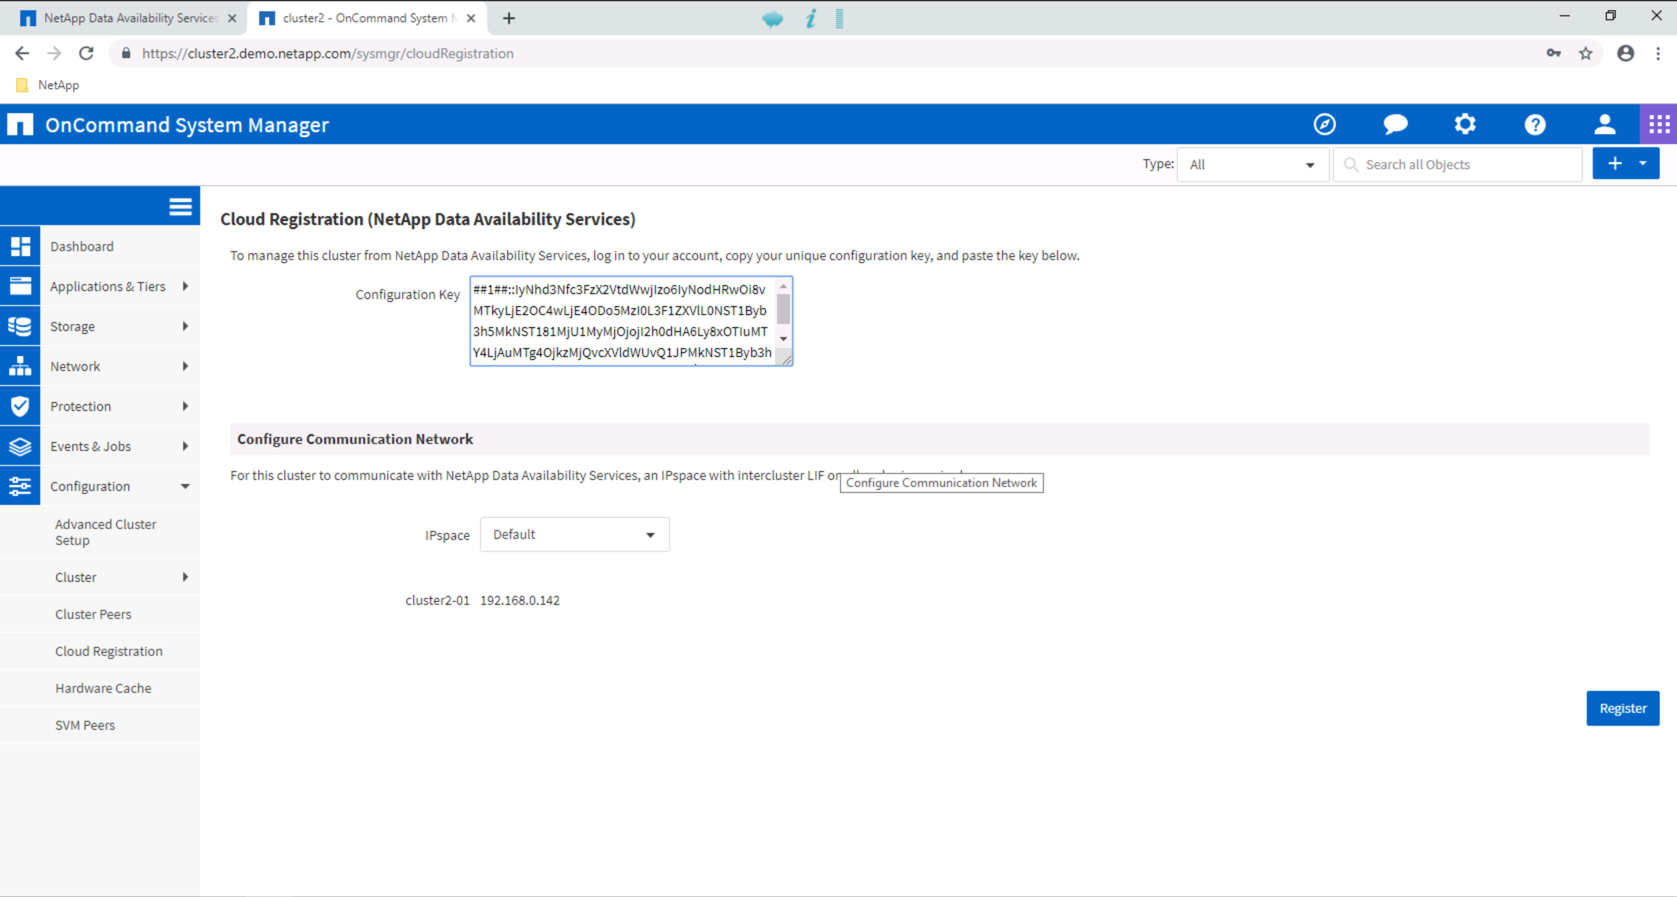 NetApp Data Availability Services
cluster2 - OnCommand System M
https://cluster2.demo.netapp.com/sysmgr/cloudRegistration
NetApp
OnCommand System Manager
Type: All
Search all Objects
Cloud Registration (NetApp Data Availability Services)
Dashboard
To manage this cluster from NetApp Data Availability Services, log in to your account, copy your unique configuration key, and paste the key below.
Applications & Tiers
Configuration Key
##1##::IyNhd3Nfc3FzX2VtdWwjIzo6IyNodHRwOi8v
MTkyLjE2OC4wLjE4ODo5MzI0L3F1ZXVlL0NST1Byb
3h5MkNST181MjU1MyMjOjojI2h0dHA6Ly8xOTIuMT
Y4LjAuMTg4OjkzMjQvcXVldWUvQ1JPMkNST1Byb3h
Storage
Network
Protection
Events & Jobs
Configuration
Configure Communication Network
For this cluster to communicate with NetApp Data Availability Services, an IPspace with intercluster LIF on
Configure Communication Network
Advanced Cluster
Setup
IPspace Default
Cluster
cluster2-01 192.168.0.142
Cluster Peers
Cloud Registration
Hardware Cache
SVM Peers
Register